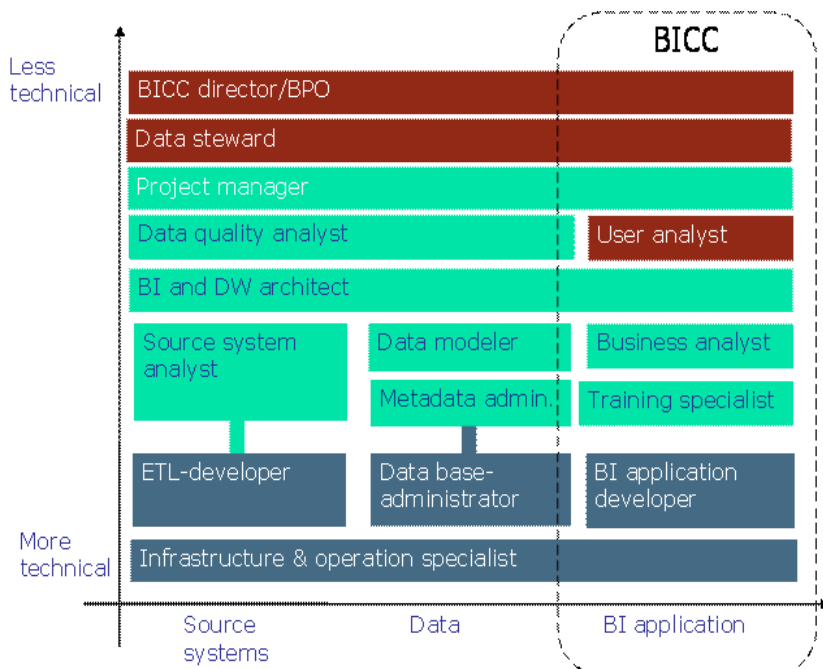 BICC
Less
technical
BICC director/BPO
Data steward
Project manager
Data quality analyst
User analyst
BI and DW architect
Source system
analyst
Data modeler
Business analyst
Metadata admin.
Training specialist
ETL-developer
Data base-
administrator
BI application
developer
More
technical
Infrastructure & operation specialist
Source
systems
Data
BI application